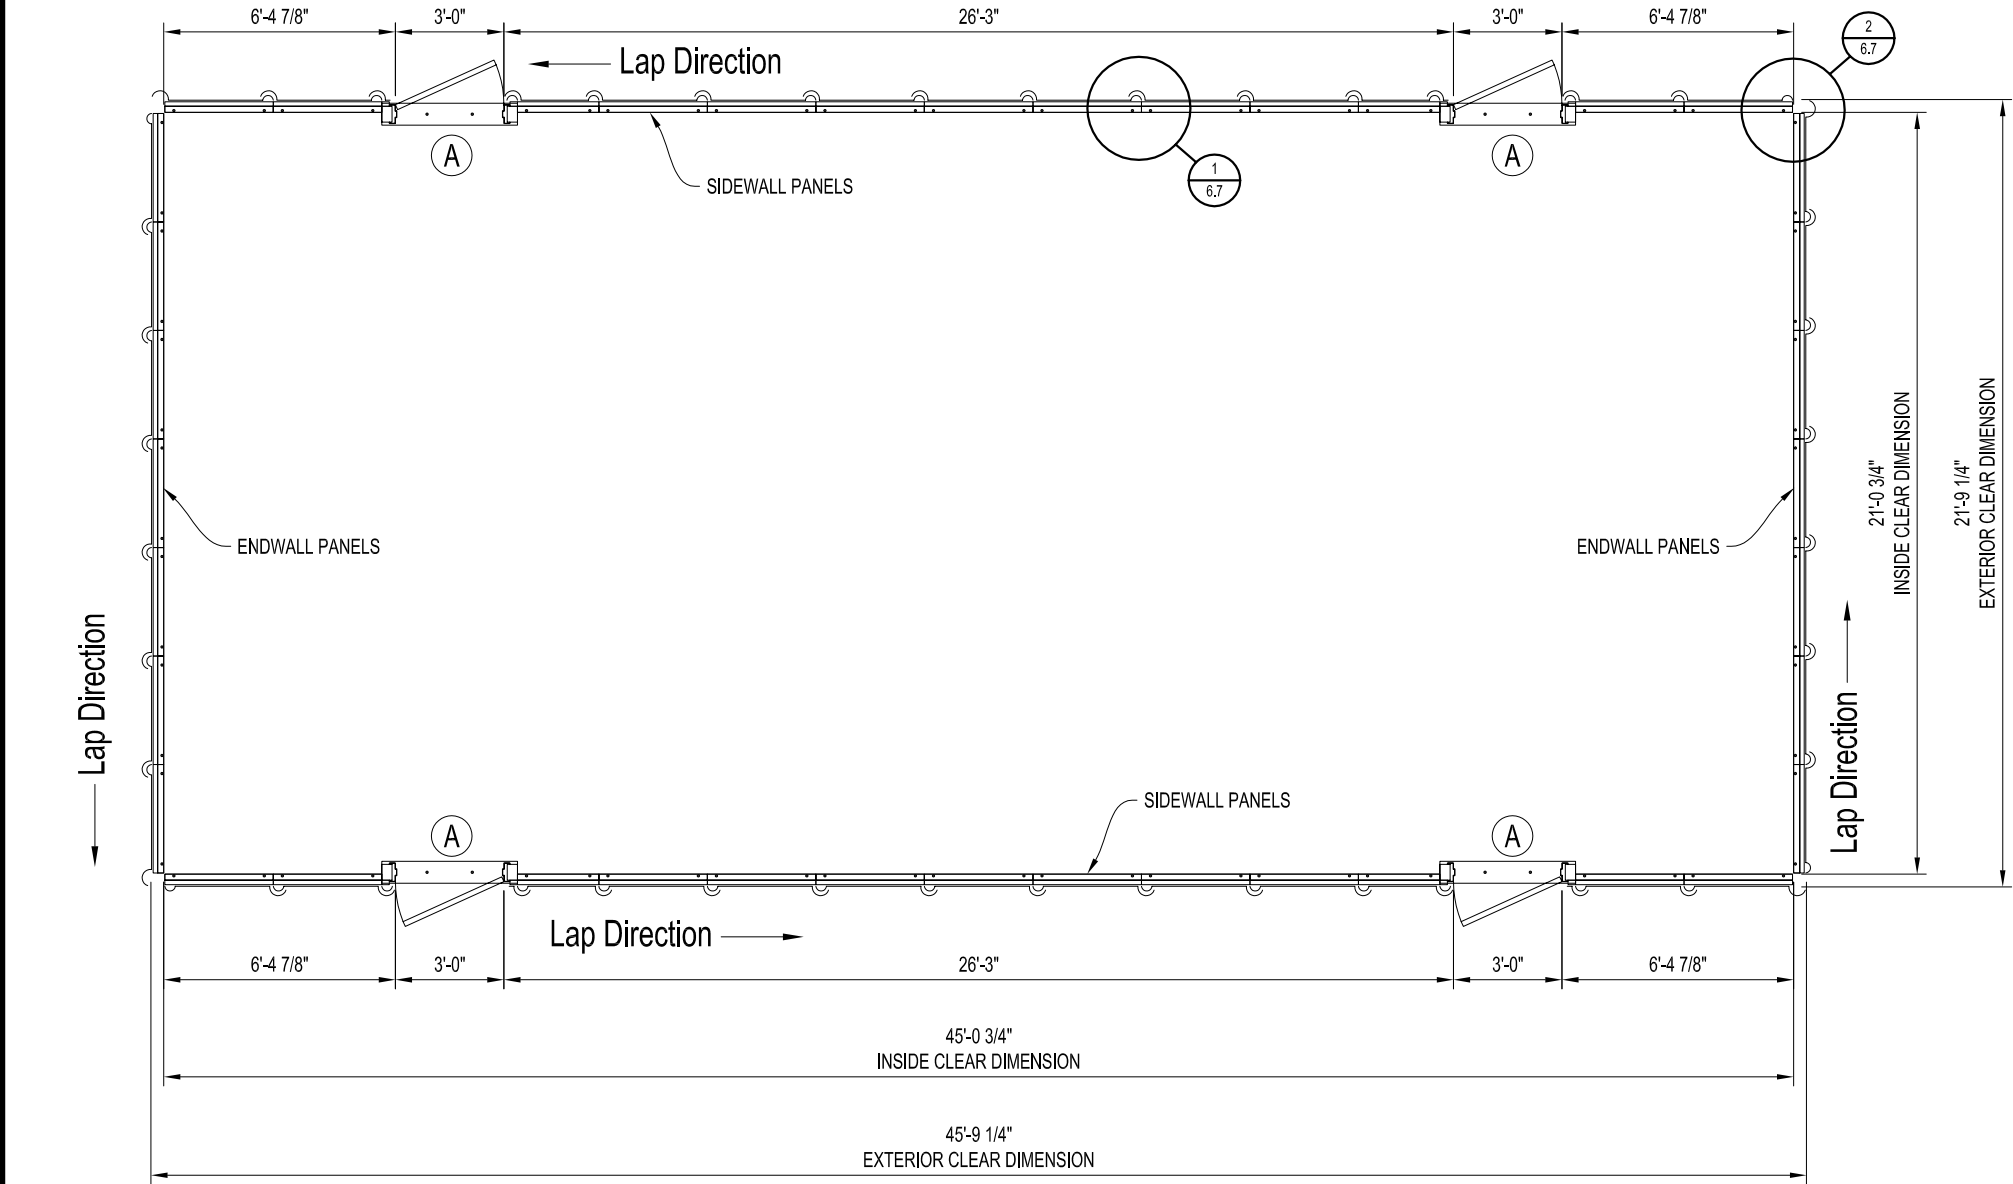 6'-4 7/8"
3'-0"
26'-3"
3'-0"
6'-4 7/8"
2
6.7
Lap Direction
A
A
1
6.7
SIDEWALL PANELS
ENDWALL PANELS
ENDWALL PANELS
21'-0 3/4"
INSIDE CLEAR DIMENSION
21'-9 1/4"
EXTERIOR CLEAR DIMENSION
Lap Direction
Lap Direction
SIDEWALL PANELS
A
A
Lap Direction
6'-4 7/8"
3'-0"
26'-3"
3'-0"
6'-4 7/8"
45'-0 3/4"
INSIDE CLEAR DIMENSION
45'-9 1/4"
EXTERIOR CLEAR DIMENSION